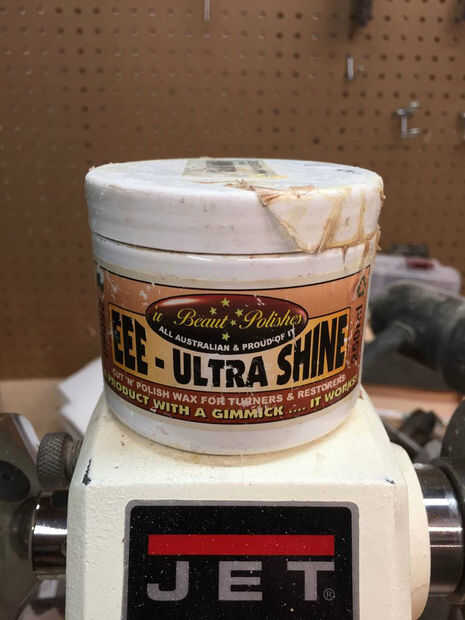 u Beaut Polishes
ALL AUSTRALIAN & PROUD OF IT
EEE - ULTRA SHINE
CUT 'N' POLISH WAX FOR TURNERS & RESTORERS
PRODUCT WITH A GIMMICK .... IT WORKS
JET®